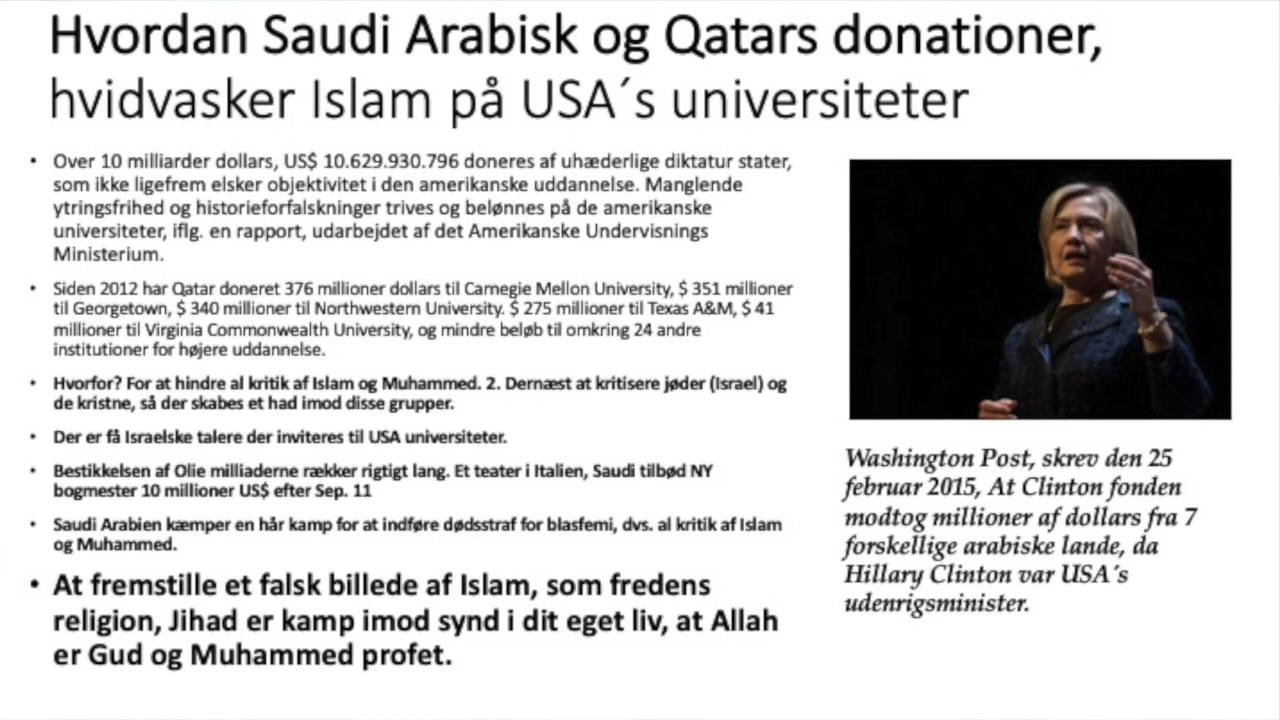 Hvordan Saudi Arabisk og Qatars donationer,
hvidvasker Islam på USA´s universiteter
• Over 10 milliarder dollars, US$ 10.629.930.796 doneres af uhæderlige diktatur stater,
som ikke ligefrem elsker objektivitet i den amerikanske uddannelse. Manglende
ytringsfrihed og historieforfalskninger trives og belønnes på de amerikanske
universiteter, iflg. en rapport, udarbejdet af det Amerikanske Undervisnings
Ministerium.
• Siden 2012 har Qatar doneret 376 millioner dollars til Carnegie Mellon University, $ 351 millioner
til Georgetown, $ 340 millioner til Northwestern University. $ 275 millioner til Texas A&M, $ 41
millioner til Virginia Commonwealth University, og mindre beløb til omkring 24 andre
institutioner for højere uddannelse.
• Hvorfor? For at hindre al kritik af Islam og Muhammed. 2. Dernæst at kritisere jøder (Israel) og
de kristne, så der skabes et had imod disse grupper.
• Der er få Israelske talere der inviteres til USA universiteter.
• Bestikkelsen af Olie milliaderne rækker rigtigt lang. Et teater i Italien, Saudi tilbød NY
bogmester 10 millioner US$ efter Sep. 11
• Saudi Arabien kæmper en hår kamp for at indføre dødsstraf for blasfemi, dvs. al kritik af Islam
og Muhammed.
• At fremstille et falsk billede af Islam, som fredens
religion, Jihad er kamp imod synd i dit eget liv, at Allah
er Gud og Muhammed profet.
Washington Post, skrev den 25
februar 2015, At Clinton fonden
modtog millioner af dollars fra 7
forskellige arabiske lande, da
Hillary Clinton var USA´s
udenrigsminister.